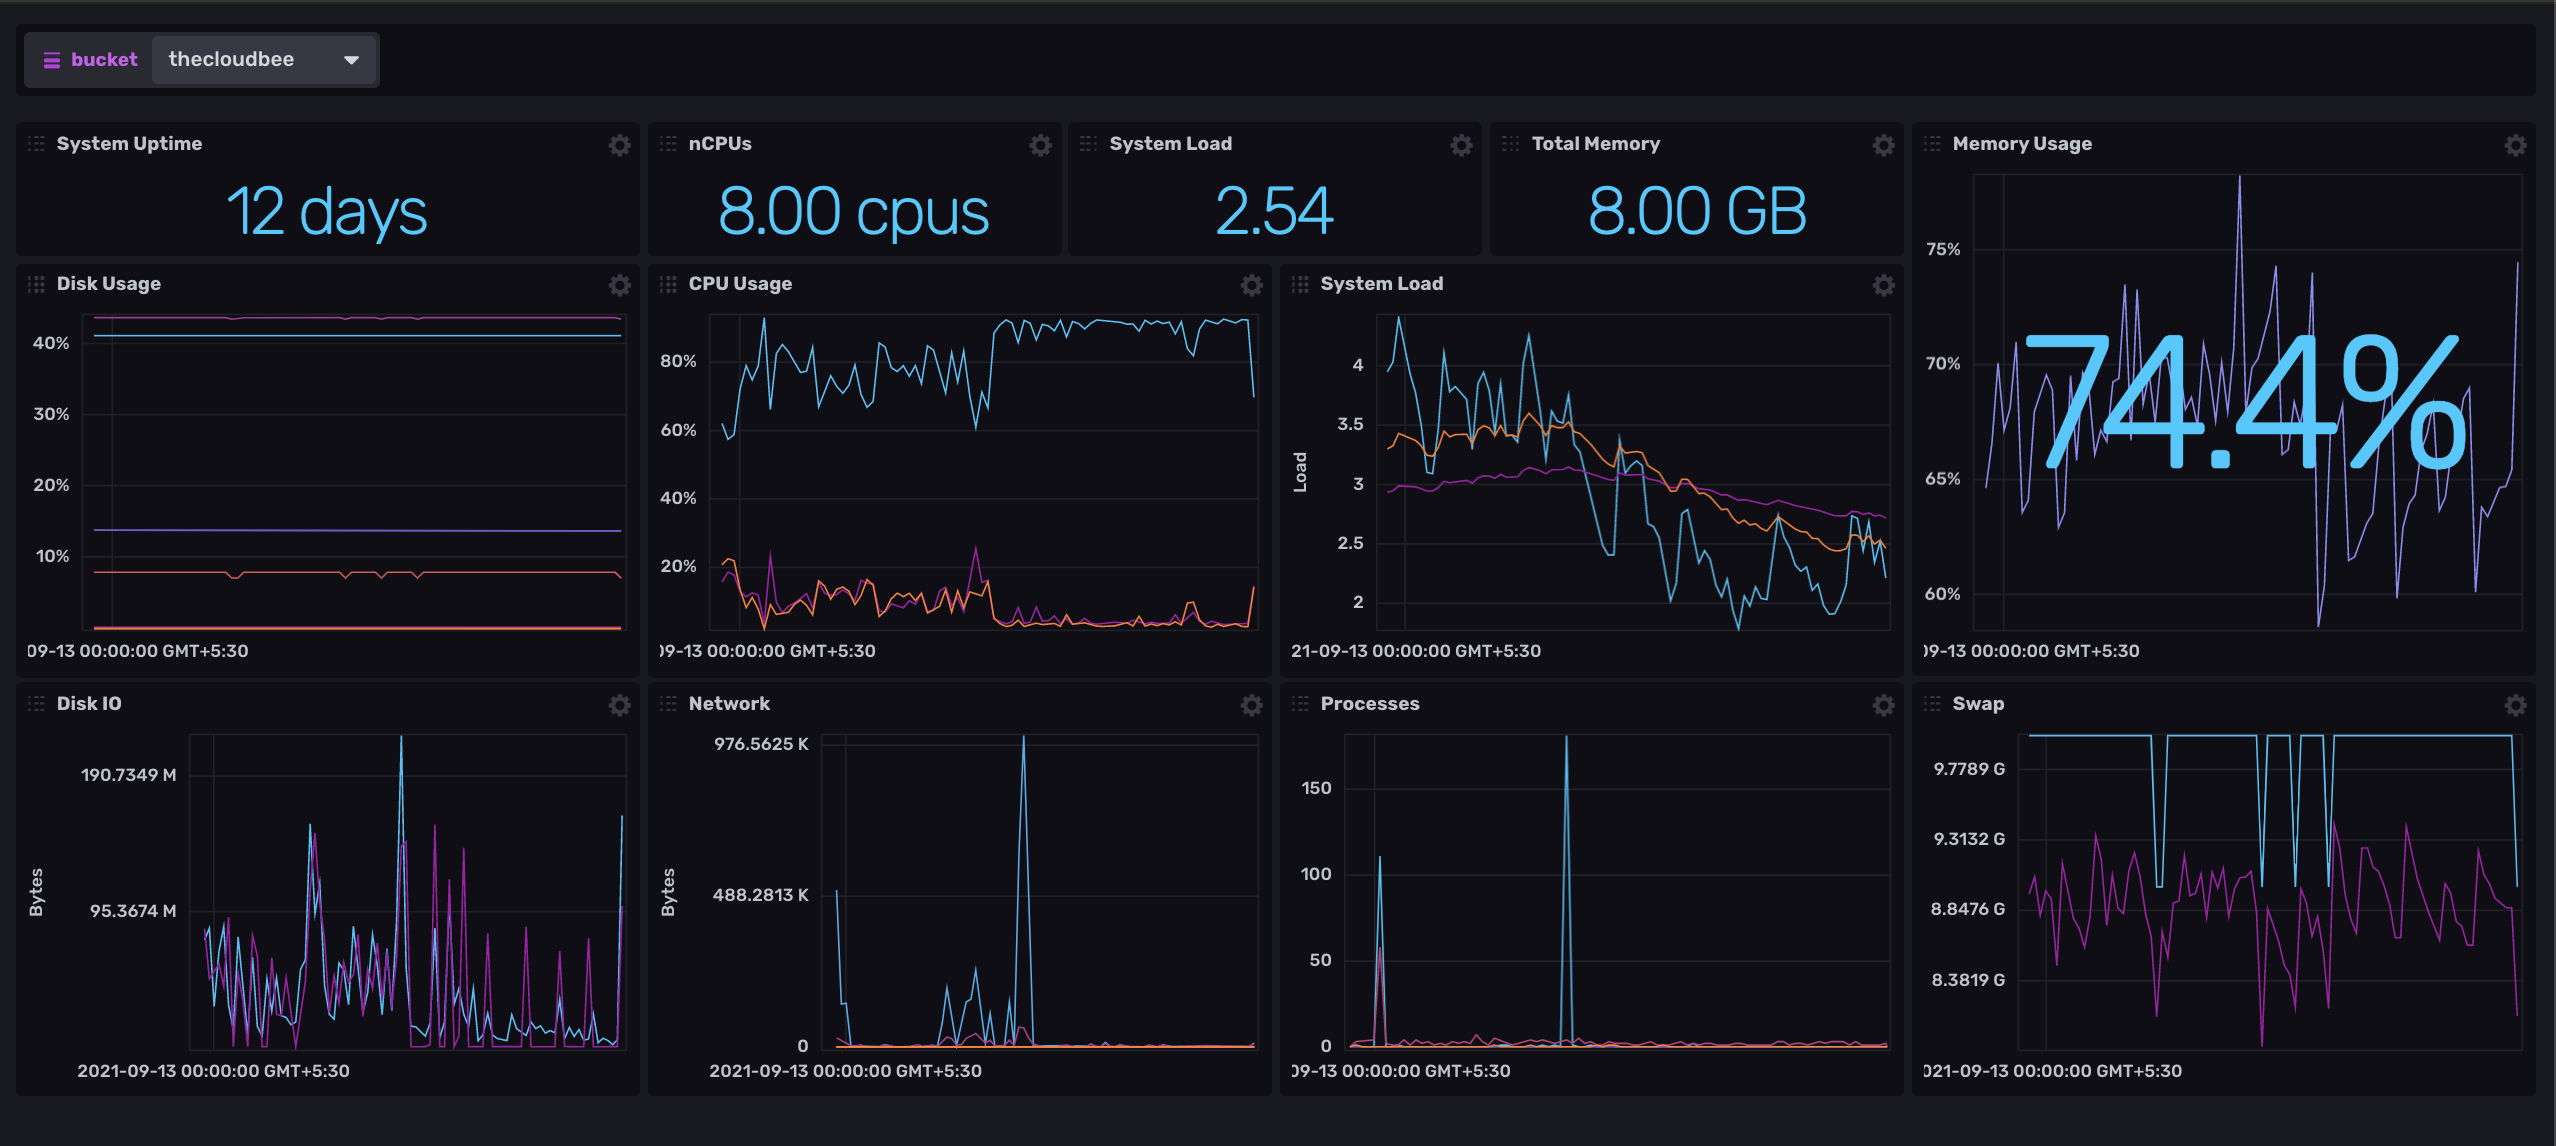 bucket thecloudbee
System Uptime
12 days
nCPUs
8.00 cpus
System Load
2.54
Total Memory
8.00 GB
Memory Usage
75%
70%
65%
60%
74.4%
09-13 00:00:00 GMT+5:30
Disk Usage
40%
30%
20%
10%
09-13 00:00:00 GMT+5:30
CPU Usage
80%
60%
40%
20%
09-13 00:00:00 GMT+5:30
System Load
Load
4
3.5
3
2.5
2
21-09-13 00:00:00 GMT+5:30
Disk IO
Bytes
190.7349 M
95.3674 M
2021-09-13 00:00:00 GMT+5:30
Network
Bytes
976.5625 K
488.2813 K
0
2021-09-13 00:00:00 GMT+5:30
Processes
150
100
50
0
09-13 00:00:00 GMT+5:30
Swap
9.7789 G
9.3132 G
8.8476 G
8.3819 G
021-09-13 00:00:00 GMT+5:30